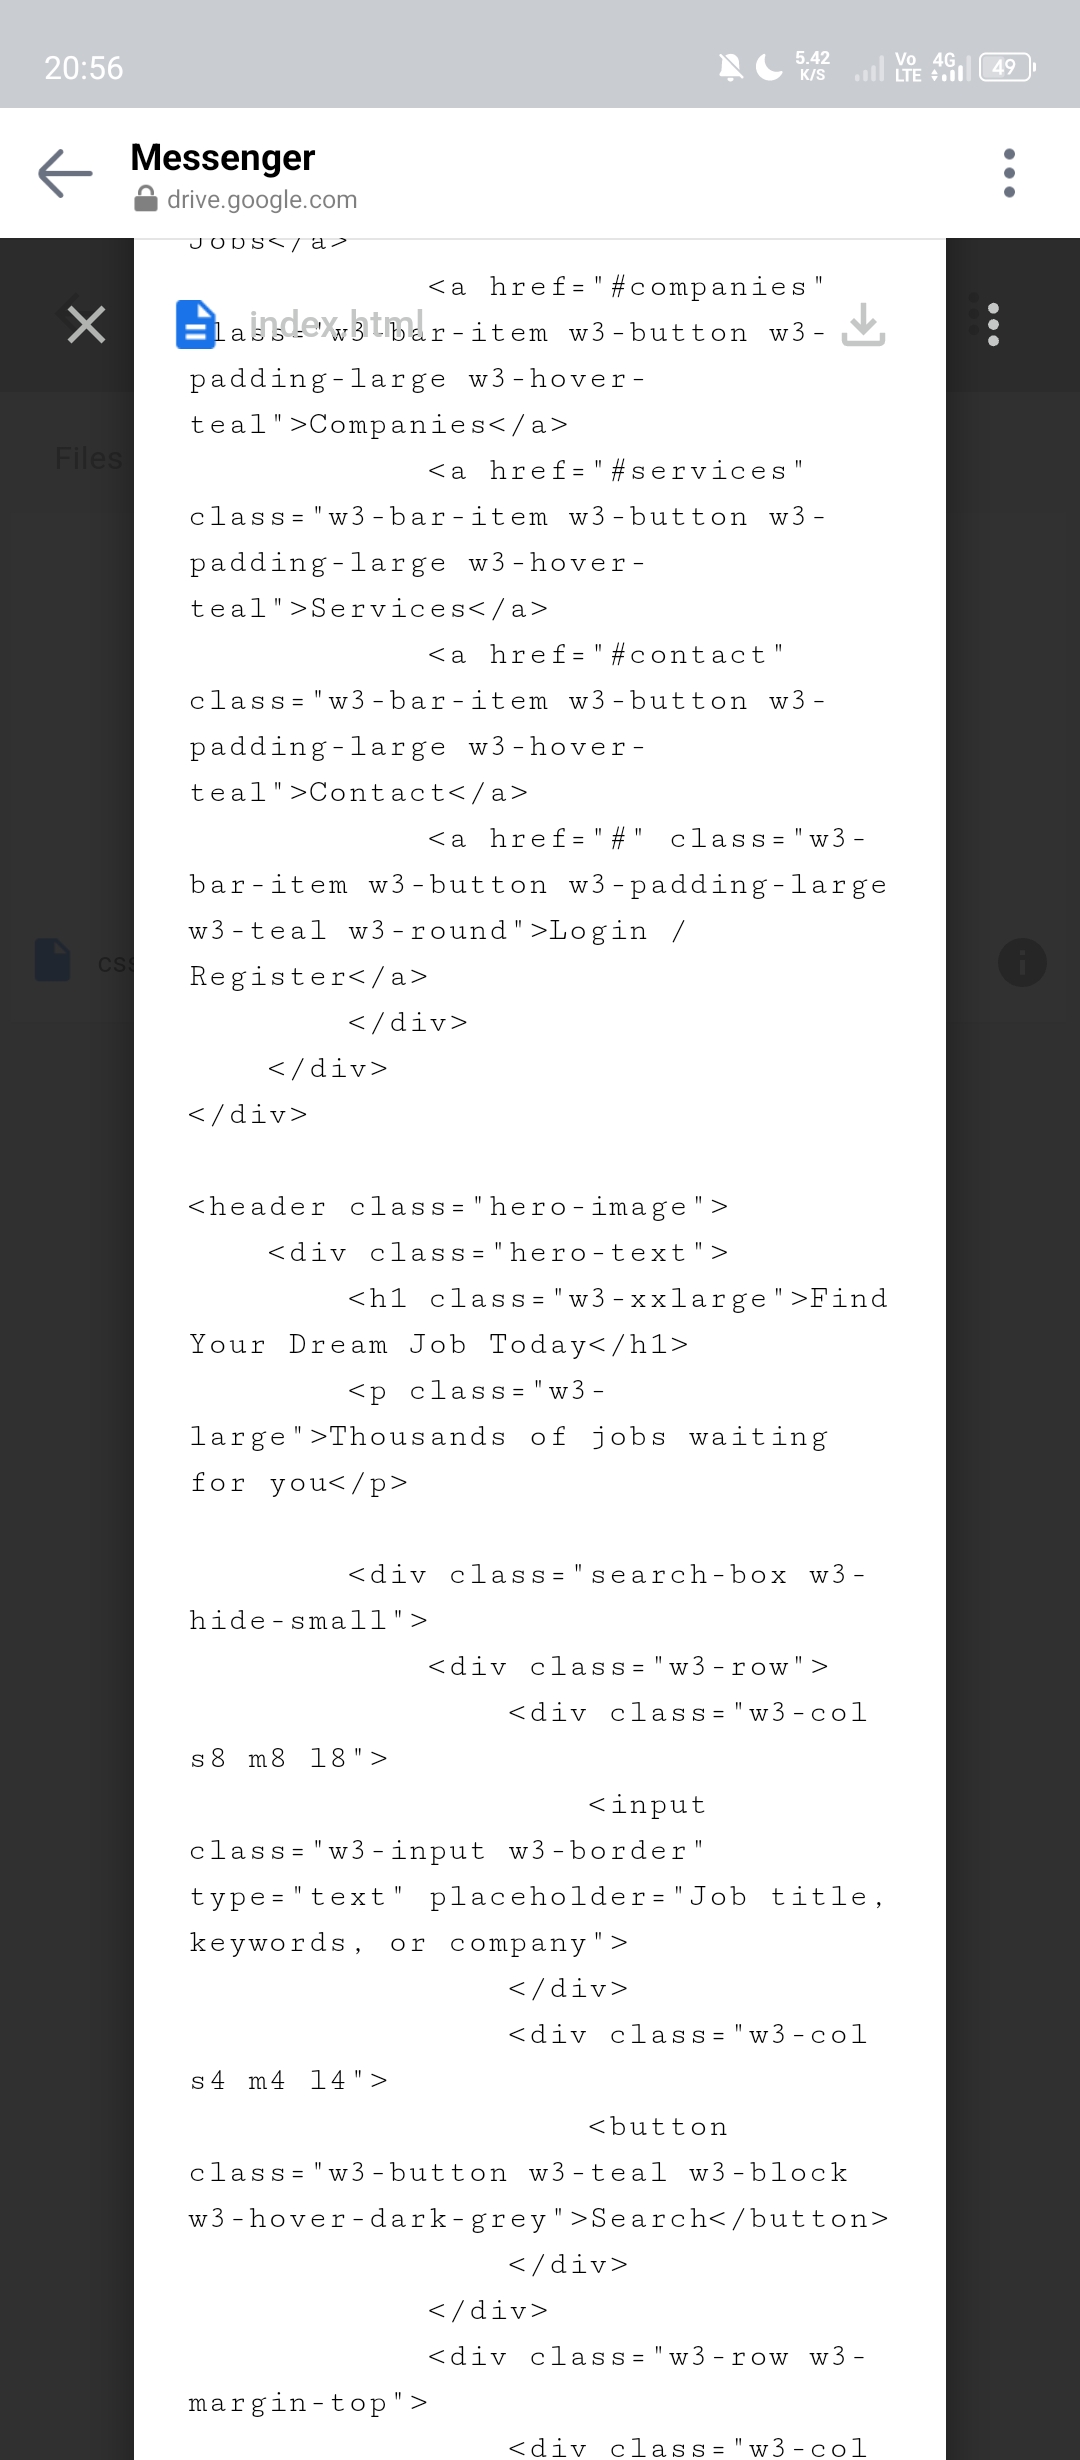 20:56
5.42 K/S Vo LTE 4G 49
Messenger
drive.google.com
Jobs</a>
<a href="#companies"
index.html
lass="w3-bar-item w3-button w3-
padding-large w3-hover-
teal">Companies</a>
Files
<a href="#services"
class="w3-bar-item w3-button w3-
padding-large w3-hover-
teal">Services</a>
<a href="#contact"
class="w3-bar-item w3-button w3-
padding-large w3-hover-
teal">Contact</a>
<a href="#" class="w3-
bar-item w3-button w3-padding-large
w3-teal w3-round">Login /
css
Register</a>
</div>
</div>
</div>
<header class="hero-image">
<div class="hero-text">
<h1 class="w3-xxlarge">Find
Your Dream Job Today</h1>
<p class="w3-
large">Thousands of jobs waiting
for you</p>
<div class="search-box w3-
hide-small">
<div class="w3-row">
<div class="w3-col
s8 m8 l8">
<input
class="w3-input w3-border"
type="text" placeholder="Job title,
keywords, or company">
</div>
<div class="w3-col
s4 m4 l4">
<button
class="w3-button w3-teal w3-block
w3-hover-dark-grey">Search</button>
</div>
</div>
<div class="w3-row w3-
margin-top">
<div class="w3-col